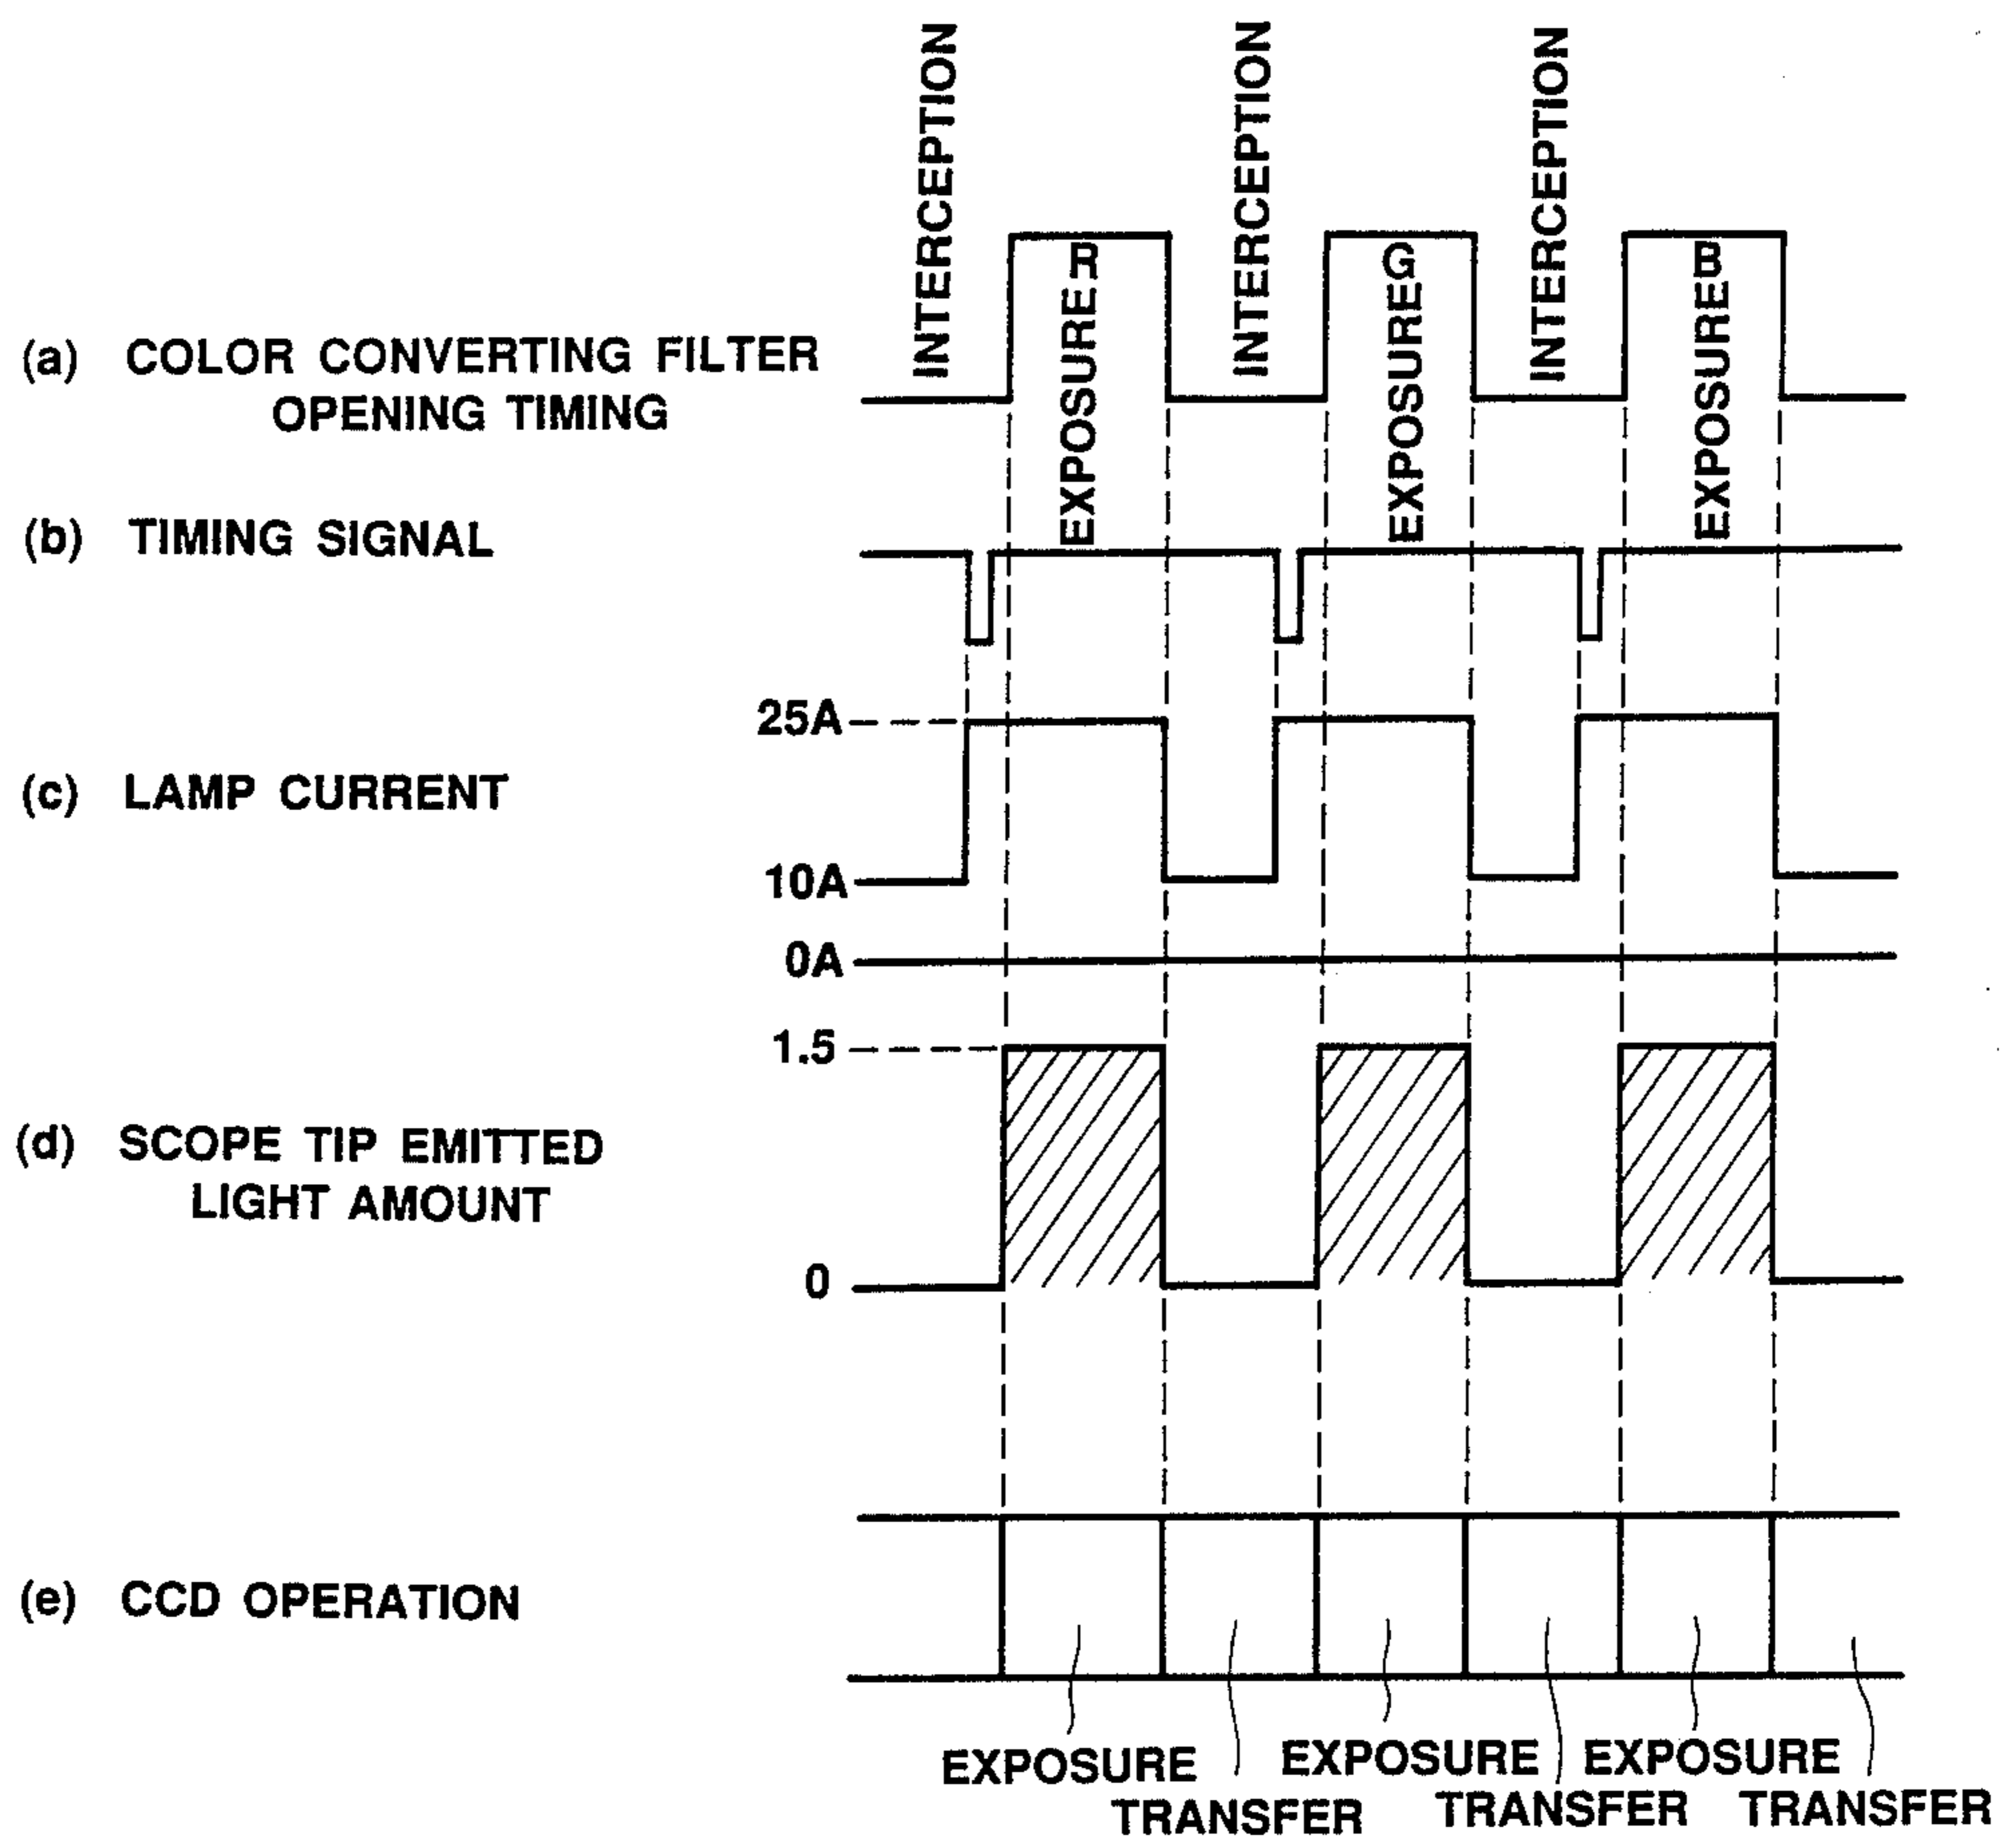 INTERCEPTION
INTERCEPTION
INTERCEPTION
EXPOSURE R
EXPOSURE G
EXPOSURE B
(a) COLOR CONVERTING FILTER
OPENING TIMING
(b) TIMING SIGNAL
25A
(c) LAMP CURRENT
10A
0A
1.5
(d) SCOPE TIP EMITTED
LIGHT AMOUNT
0
(e) CCD OPERATION
EXPOSURE EXPOSURE EXPOSURE
TRANSFER TRANSFER TRANSFER